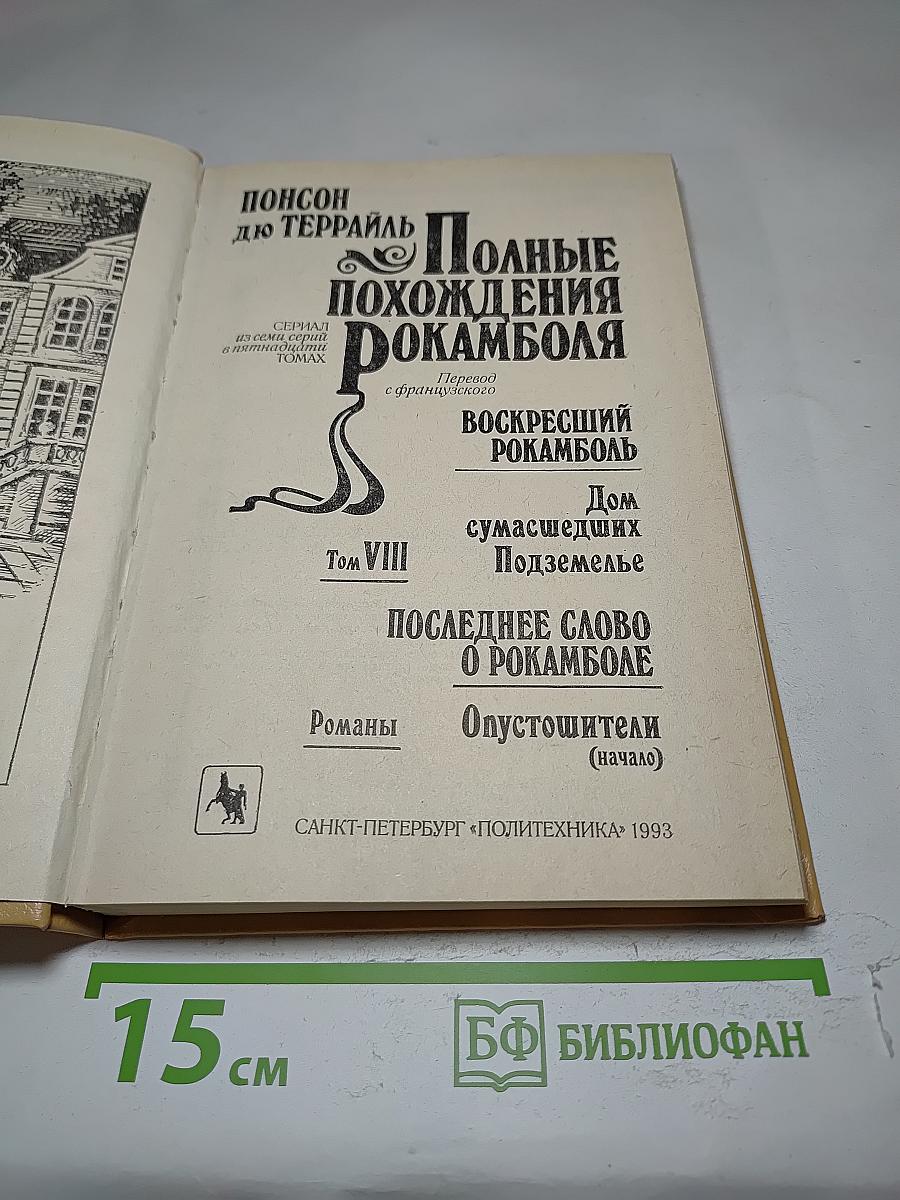 ПОНСОН
дю ТЕРРАЙЛЬ
Полные
похождения
Рокамболя
СЕРИАЛ
из семи серий
в пятнадцати
ТОМАХ
Перевод
с французского
ВОСКРЕСШИЙ
РОКАМБОЛЬ
Дом
сумасшедших
Том VIII
Подземелье
ПОСЛЕДНЕЕ СЛОВО
О РОКАМБОЛЕ
Романы
Опустошители
(начало)
САНКТ-ПЕТЕРБУРГ «ПОЛИТЕХНИКА» 1993
15 см
БФ БИБЛИОФАН